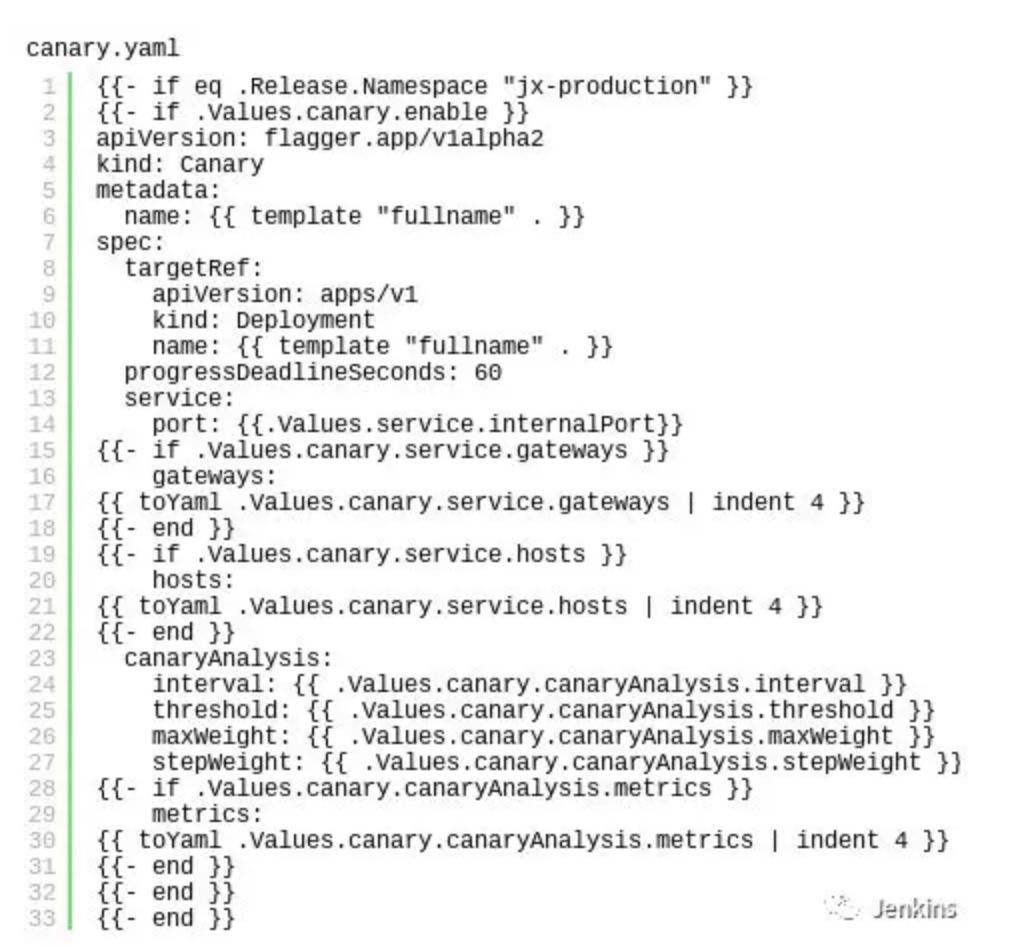 canary.yaml
1 {{- if eq .Release.Namespace "jx-production" }}
2 {{- if .Values.canary.enable }}
3 apiVersion: flagger.app/v1alpha2
4 kind: Canary
5 metadata:
6   name: {{ template "fullname" . }}
7 spec:
8   targetRef:
9     apiVersion: apps/v1
10     kind: Deployment
11     name: {{ template "fullname" . }}
12   progressDeadlineSeconds: 60
13   service:
14     port: {{.Values.service.internalPort}}
15 {{- if .Values.canary.service.gateways }}
16     gateways:
17 {{ toYaml .Values.canary.service.gateways | indent 4 }}
18 {{- end }}
19 {{- if .Values.canary.service.hosts }}
20     hosts:
21 {{ toYaml .Values.canary.service.hosts | indent 4 }}
22 {{- end }}
23   canaryAnalysis:
24     interval: {{ .Values.canary.canaryAnalysis.interval }}
25     threshold: {{ .Values.canary.canaryAnalysis.threshold }}
26     maxWeight: {{ .Values.canary.canaryAnalysis.maxWeight }}
27     stepWeight: {{ .Values.canary.canaryAnalysis.stepWeight }}
28 {{- if .Values.canary.canaryAnalysis.metrics }}
29     metrics:
30 {{ toYaml .Values.canary.canaryAnalysis.metrics | indent 4 }}
31 {{- end }}
32 {{- end }}
33 {{- end }}
Jenkins